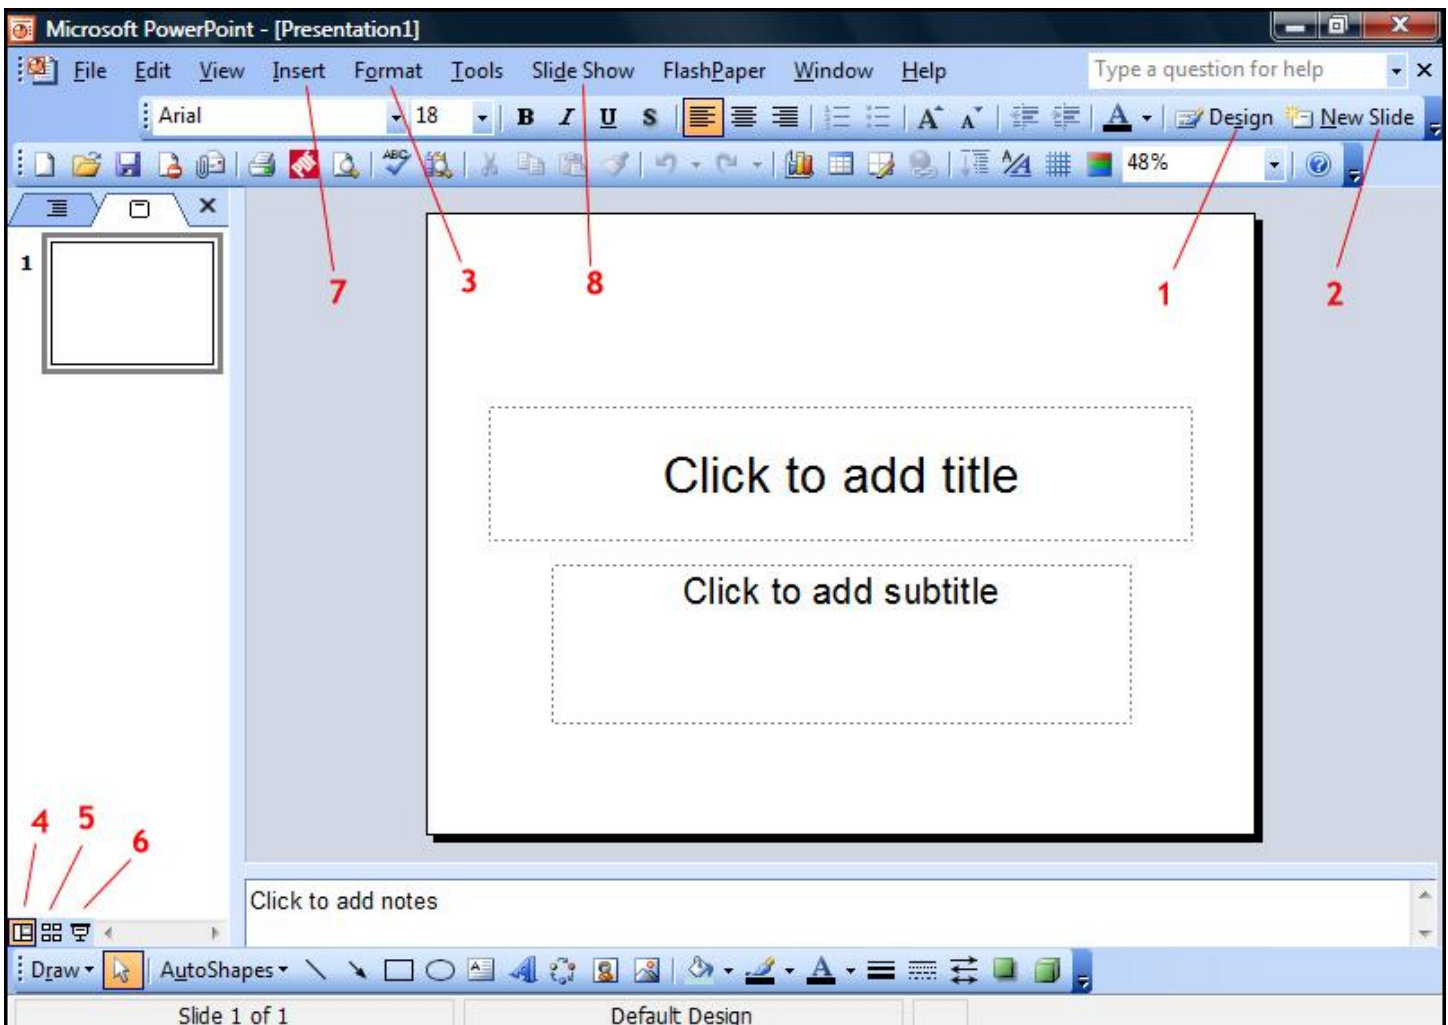 Microsoft PowerPoint - [Presentation1]
File Edit View Insert Format Tools Slide Show FlashPaper Window Help Type a question for help
Arial 18 B I U S A A A Design New Slide
ABC 48%
1
7 3 8 1 2
Click to add title
Click to add subtitle
4 5
6
Click to add notes
Draw AutoShapes A
Slide 1 of 1 Default Design